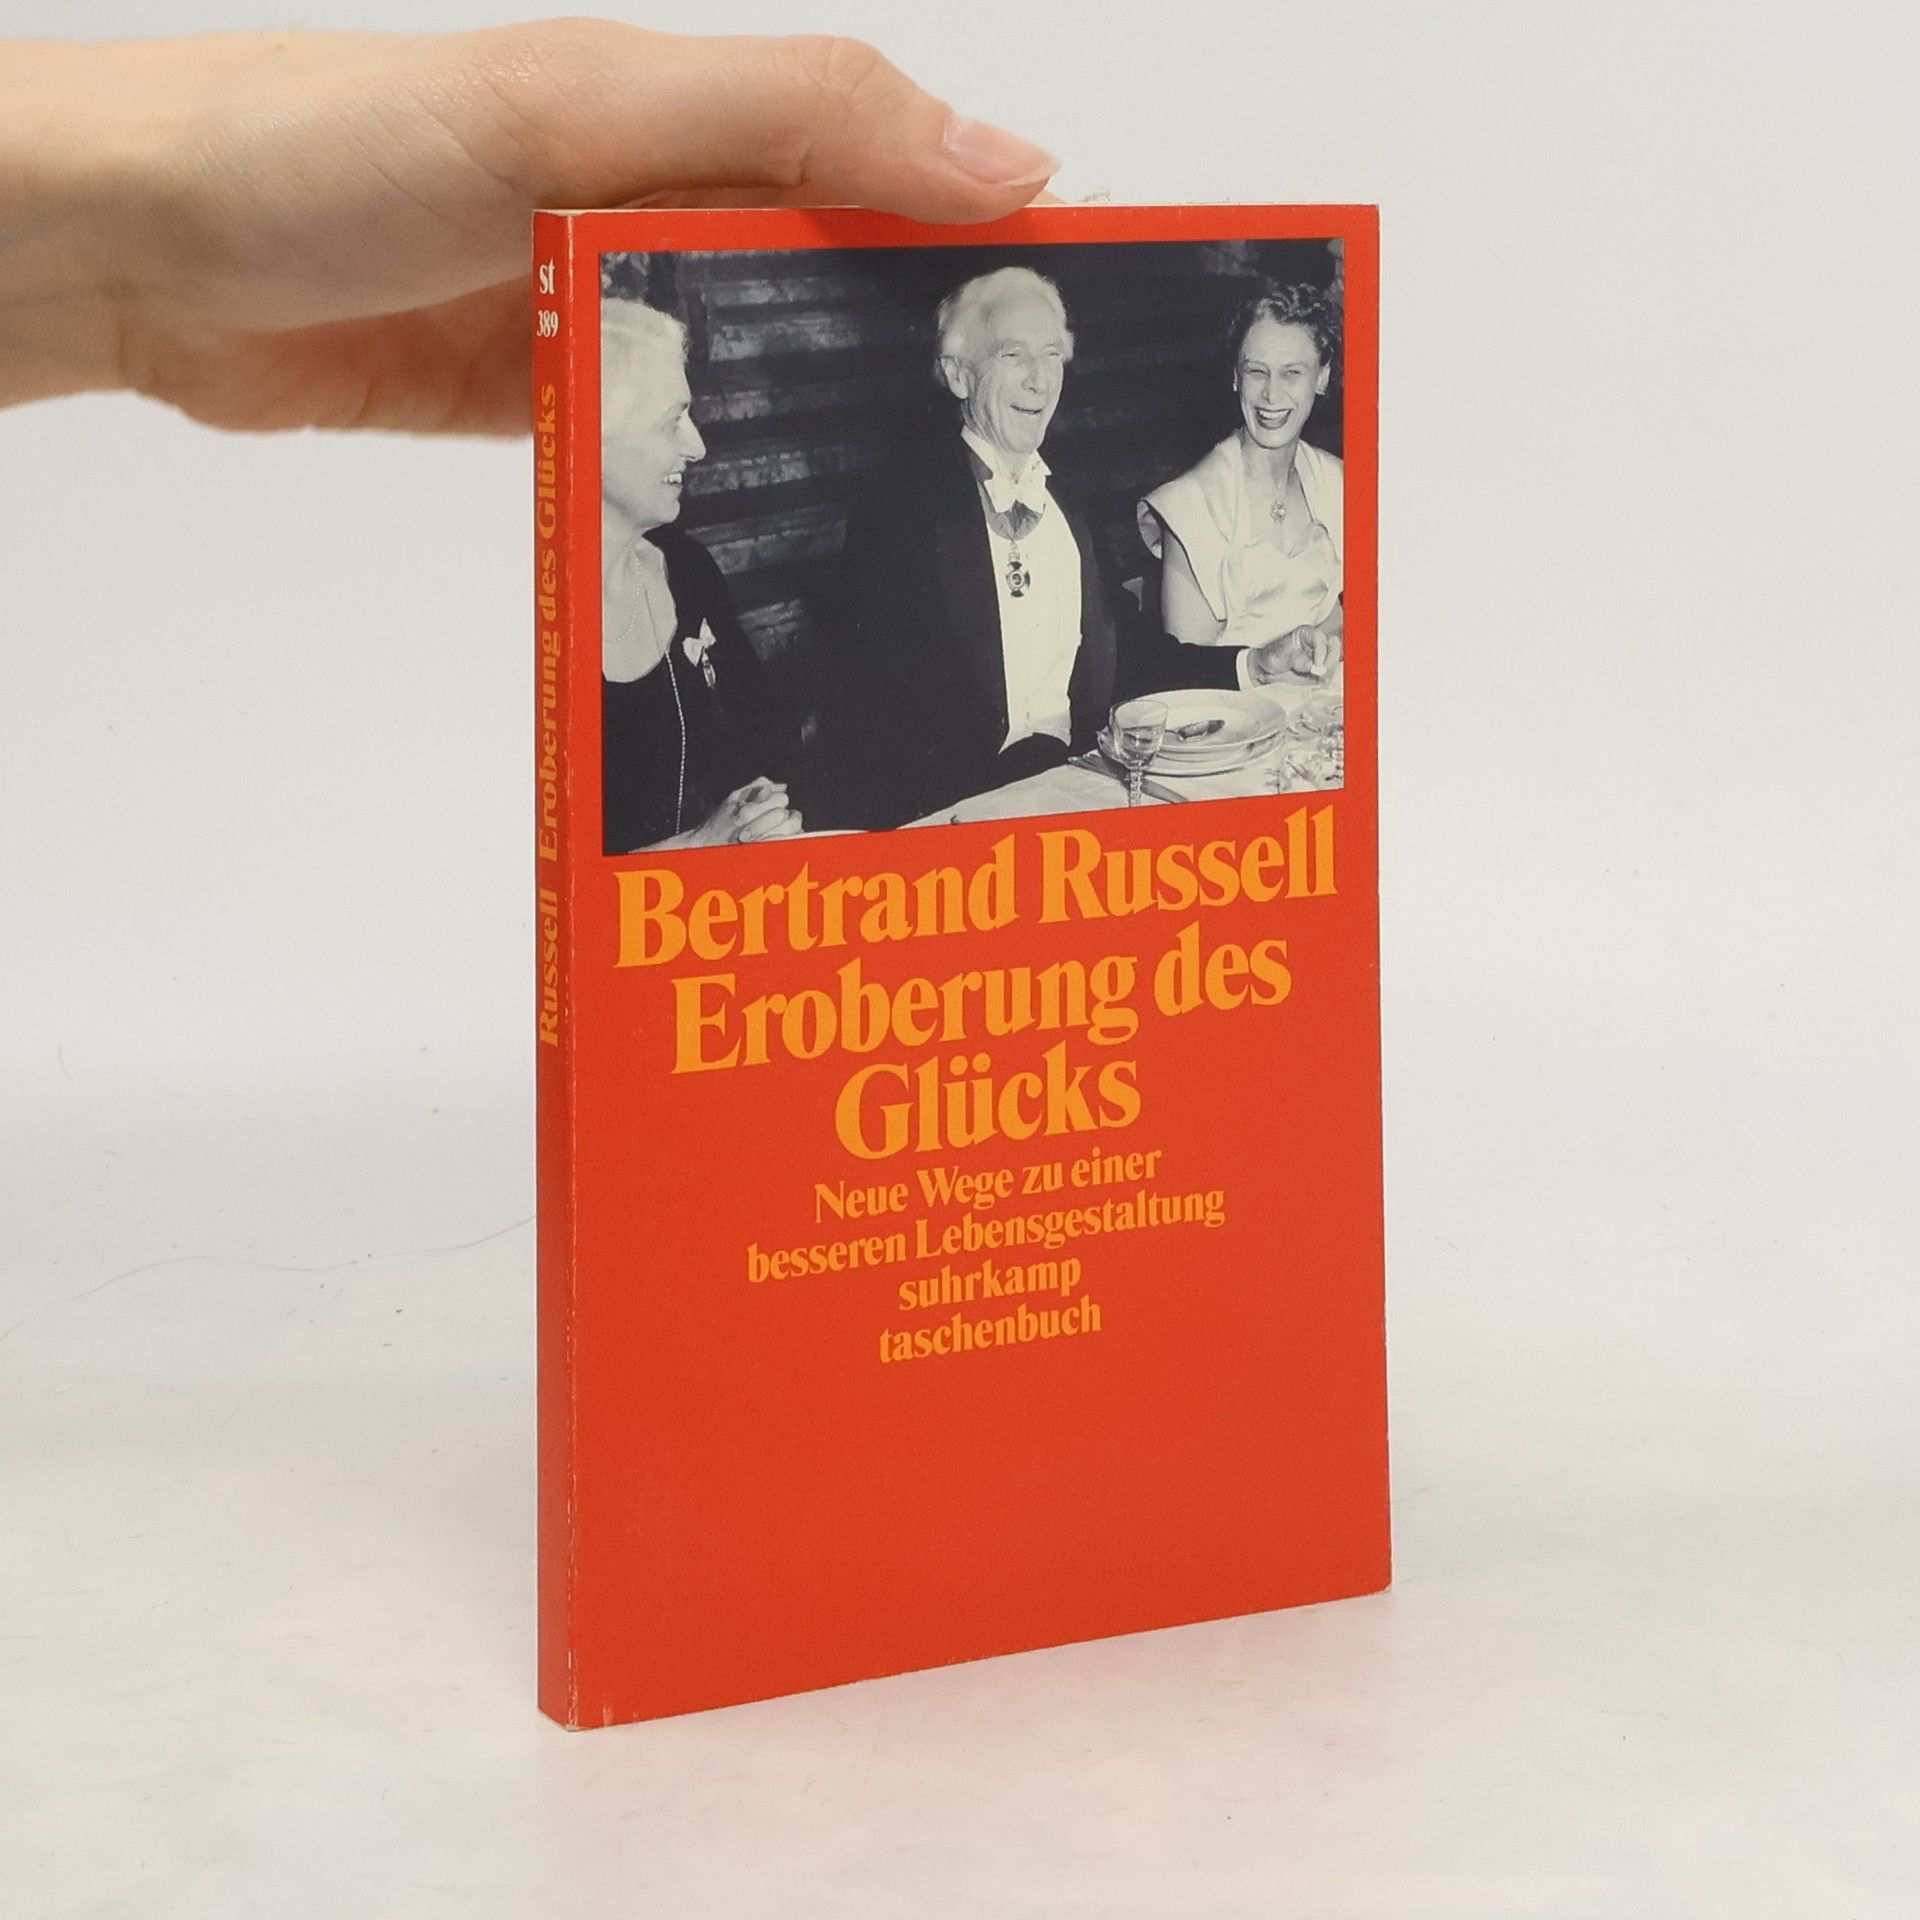 st
389
Russell Eroberung des Glücks
Bertrand Russell
Eroberung des
Glücks
Neue Wege zu einer
besseren Lebensgestaltung
suhrkamp
taschenbuch